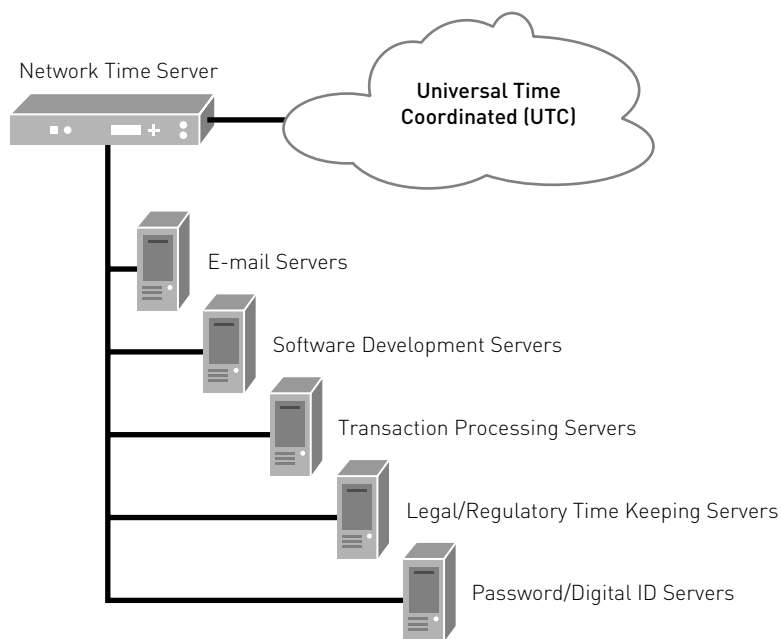 Network Time Server
Universal Time
Coordinated (UTC)
E-mail Servers
Software Development Servers
Transaction Processing Servers
Legal/Regulatory Time Keeping Servers
Password/Digital ID Servers